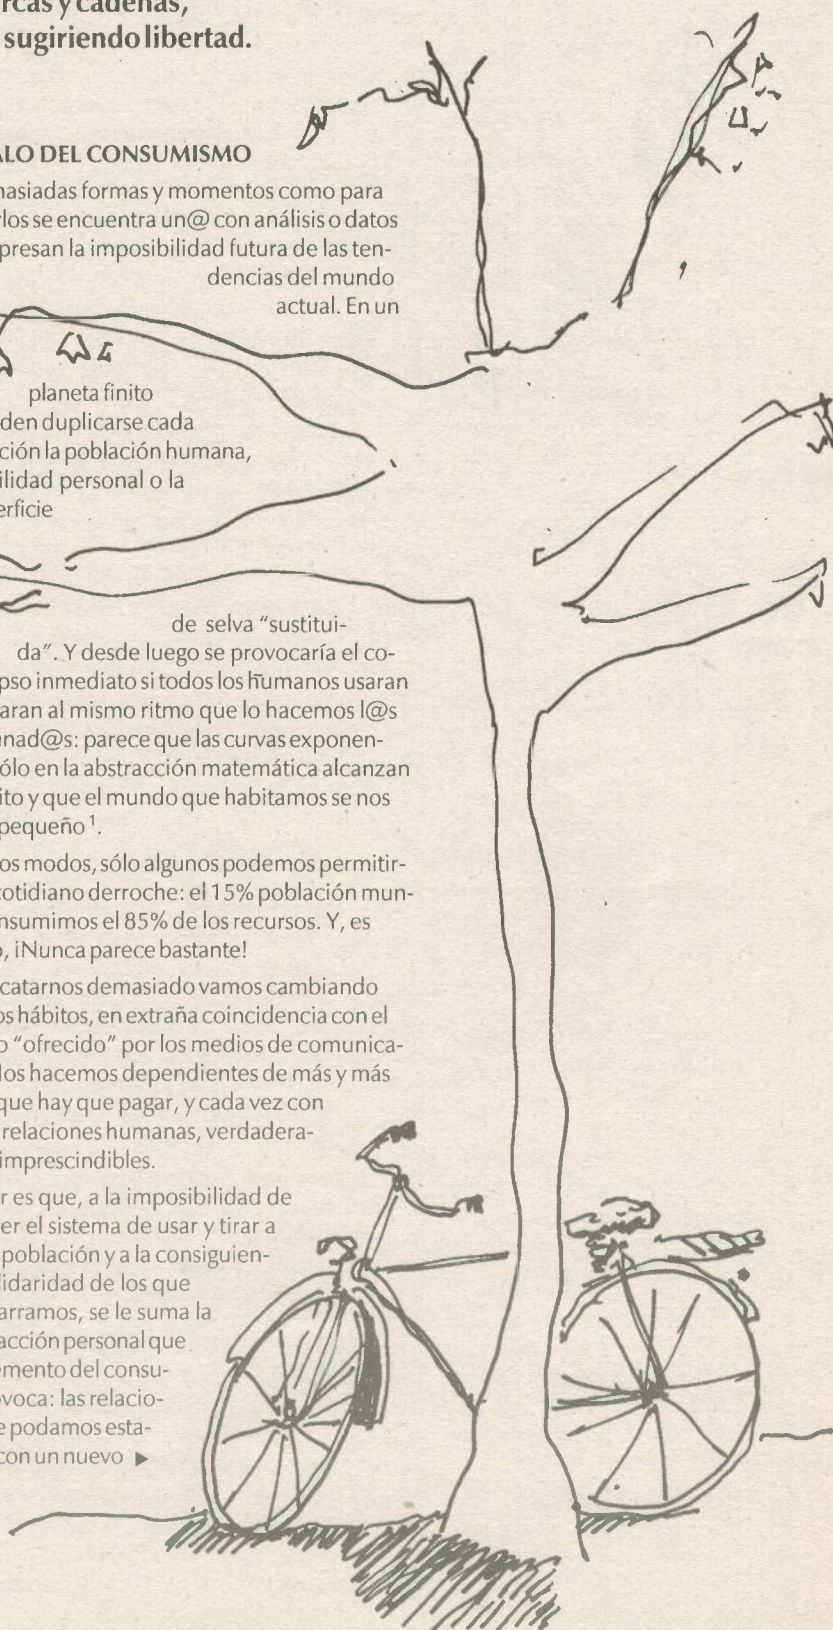 rcas y cadenas,
sugiriendo libertad.
ALO DEL CONSUMISMO
nasiadas formas y momentos como para
rlos se encuentra un@ con análisis o datos
presan la imposibilidad futura de las ten-
dencias del mundo
actual. En un
planeta finito
den duplicarse cada
ción la población humana,
ilidad personal o la
erficie
de selva “sustitui-
da”. Y desde luego se provocaría el co-
pso inmediato si todos los humanos usaran
aran al mismo ritmo que lo hacemos l@s
nad@s: parece que las curvas exponen-
ólo en la abstracción matemática alcanzan
ito y que el mundo que habitamos se nos
pequeño¹.
os modos, sólo algunos podemos permitir-
cotidiano derroche: el 15% población mun-
nsumimos el 85% de los recursos. Y, es
o, ¡Nunca parece bastante!
catarnos demasiado vamos cambiando
os hábitos, en extraña coincidencia con el
o “ofrecido” por los medios de comunica-
los hacemos dependientes de más y más
que hay que pagar, y cada vez con
relaciones humanas, verdadera-
imprescindibles.
r es que, a la imposibilidad de
er el sistema de usar y tirar a
población y a la consiguien-
lidaridad de los que
arramos, se le suma la
acción personal que
emento del consu-
voca: las relacio-
e podamos esta-
con un nuevo ▶